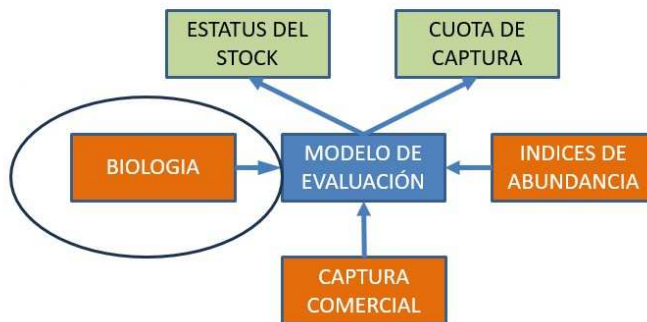 ESTATUS DEL
STOCK
CUOTA DE
CAPTURA
BIOLOGIA
MODELO DE
EVALUACIÓN
INDICES DE
ABUNDANCIA
CAPTURA
COMERCIAL